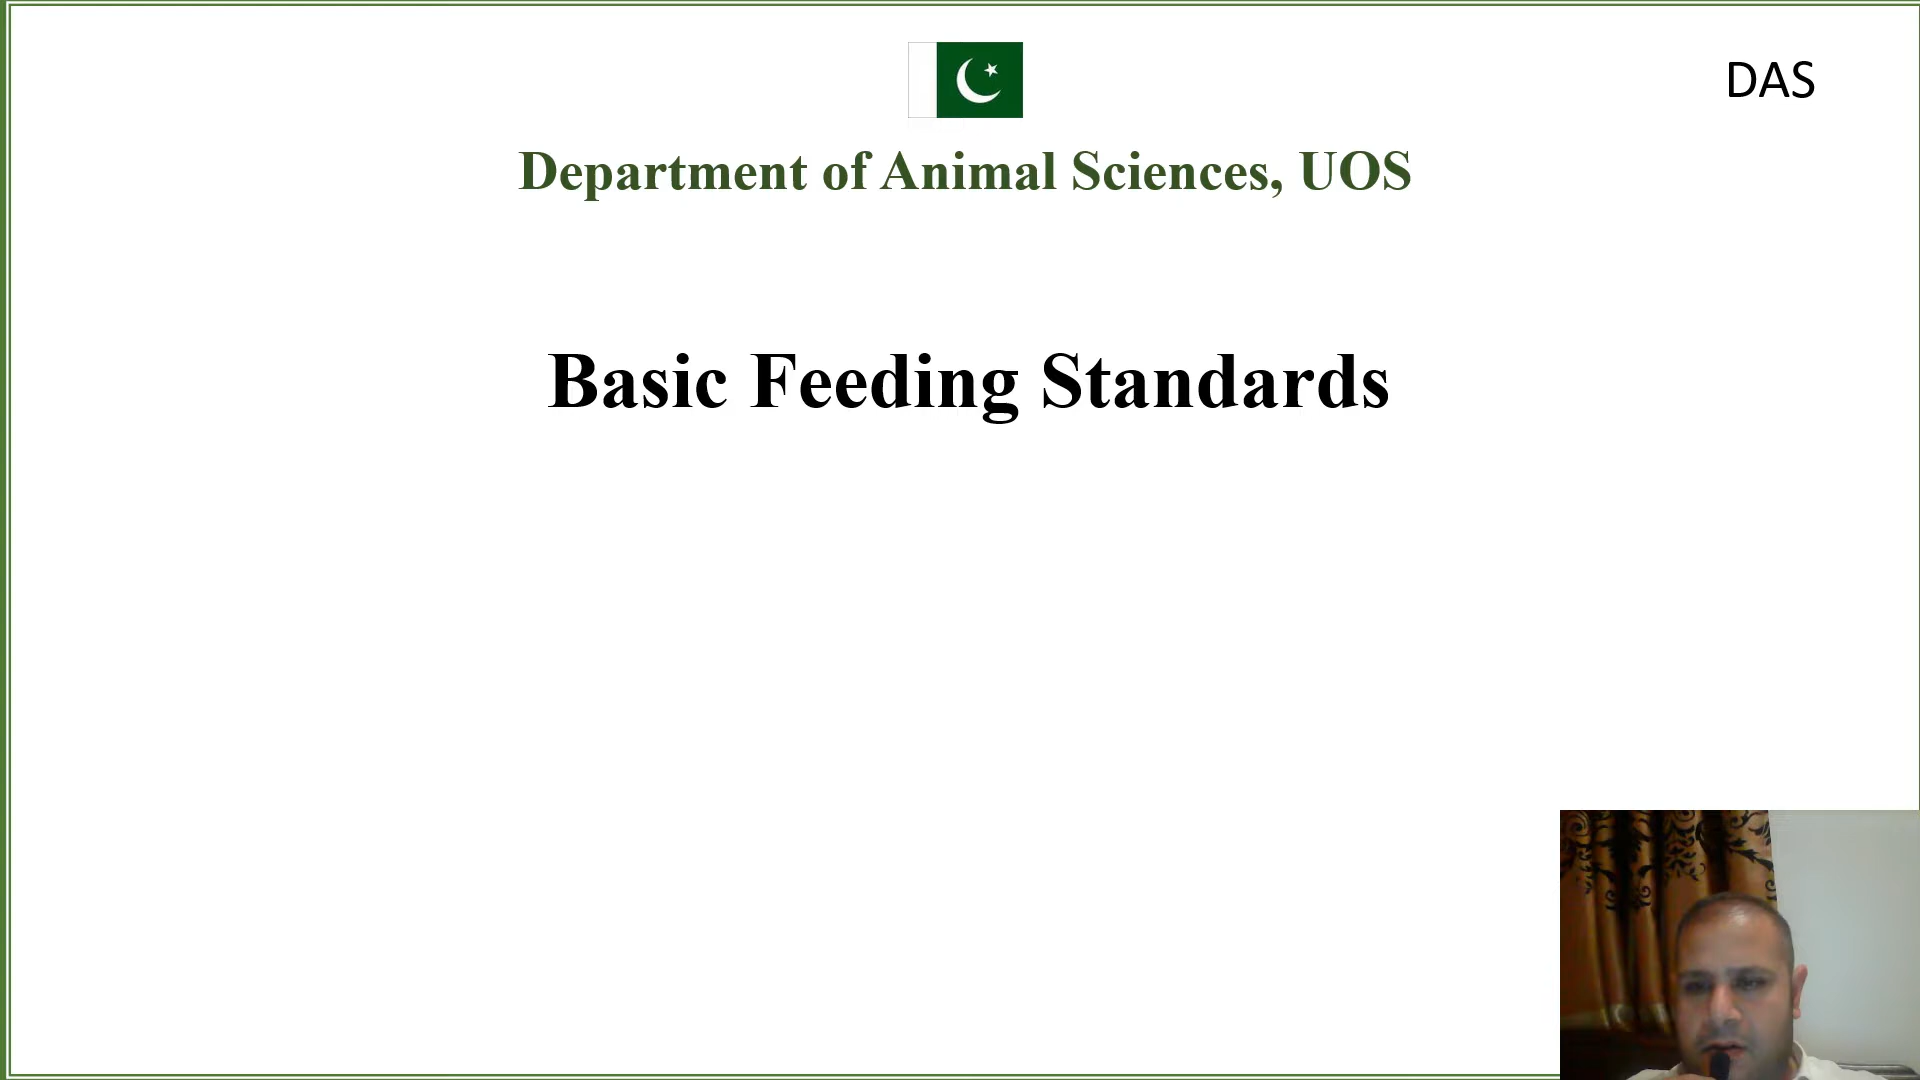 DAS
Department of Animal Sciences, UOS
Basic Feeding Standards